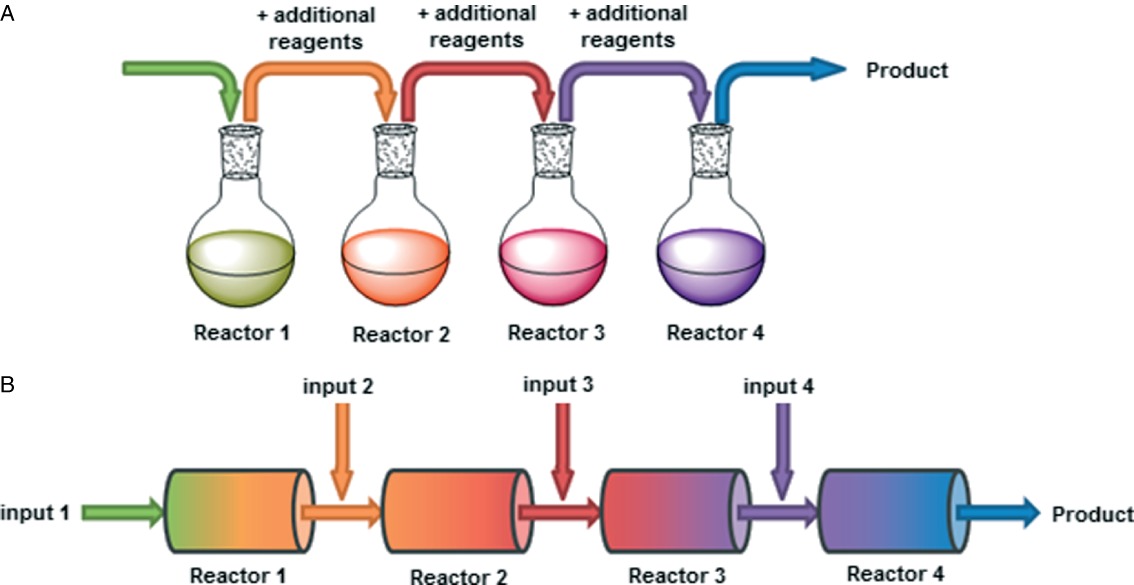 A
+ additional
reagents
+ additional
reagents
+ additional
reagents
Product
Reactor 1
Reactor 2
Reactor 3
Reactor 4
B
input 2
input 3
input 4
input 1
Product
Reactor 1
Reactor 2
Reactor 3
Reactor 4